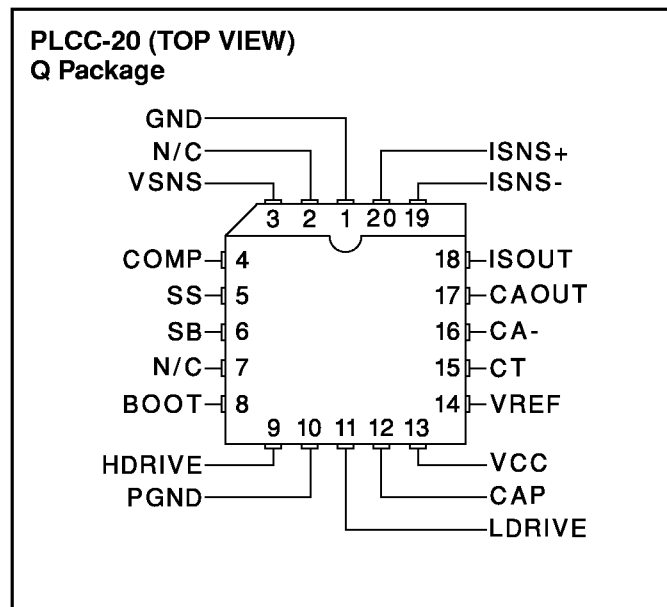 PLCC-20 (TOP VIEW)
Q Package
GND
N/C
VSNS
ISNS+
ISNS-
3 2 1 20 19
COMP 4
SS 5
SB 6
N/C 7
BOOT 8
18 ISOUT
17 CAOUT
16 CA-
15 CT
14 VREF
9 10 11 12 13
HDRIVE
PGND
VCC
CAP
LDRIVE